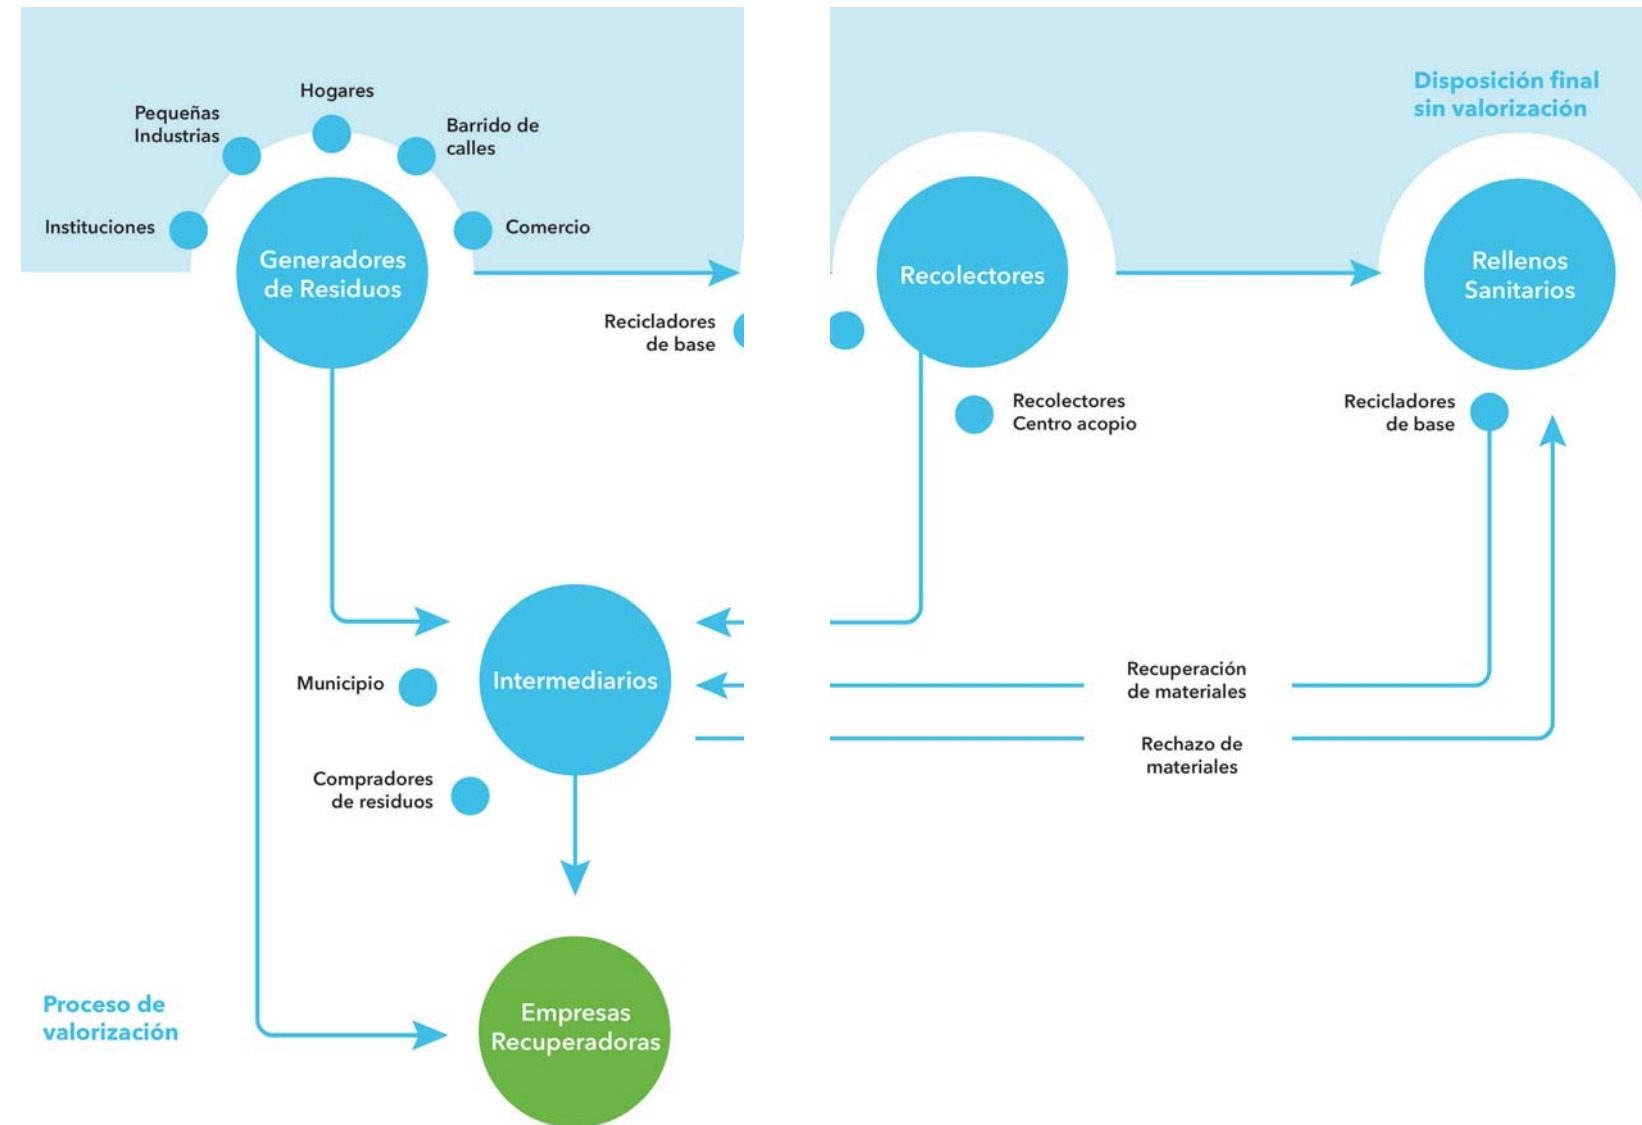 Hogares
Pequeñas
Industrias
Barrido de
calles
Instituciones
Comercio
Generadores
de Residuos
Recicladores
de base
Recolectores
Recolectores
Centro acopio
Disposición final
sin valorización
Rellenos
Sanitarios
Recicladores
de base
Municipio
Intermediarios
Compradores
de residuos
Recuperación
de materiales
Rechazo de
materiales
Proceso de
valorización
Empresas
Recuperadoras